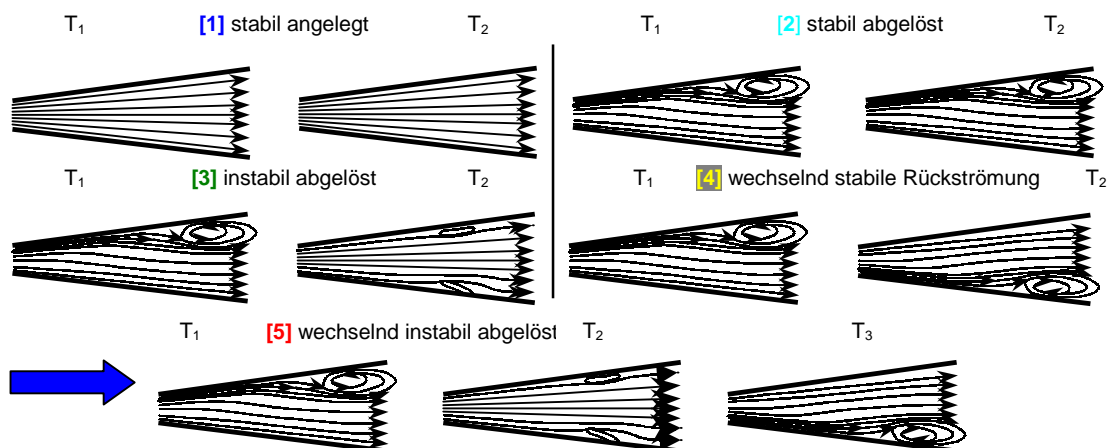 T₁ [1] stabil angelegt T₂ T₁ [2] stabil abgelöst T₂
T₁ [3] instabil abgelöst T₂ T₁ [4] wechselnd stabile Rückströmung T₂
T₁ [5] wechselnd instabil abgelöst T₂ T₃